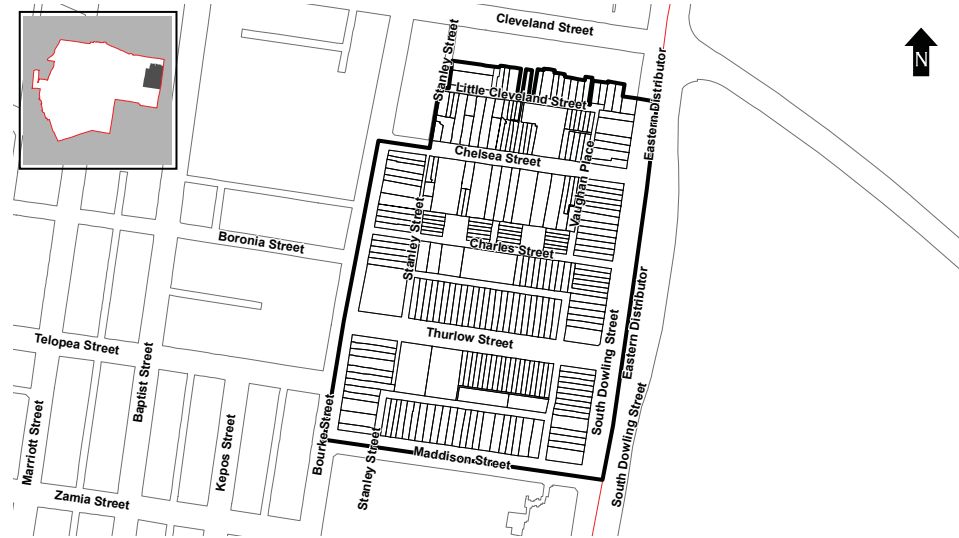 Cleveland Street
Stanley Street
Eastern Distributor
N
Little Cleveland Street
Chelsea Street
Vaughan Place
Stanley Street
Boronia Street
Charles Street
Eastern Distributor
Thurlow Street
South Dowling Street
Telopea Street
Baptist Street
South Dowling Street
Marriott Street
Kepos Street
Bourke Street
Stanley Street
Maddison Street
Zamia Street